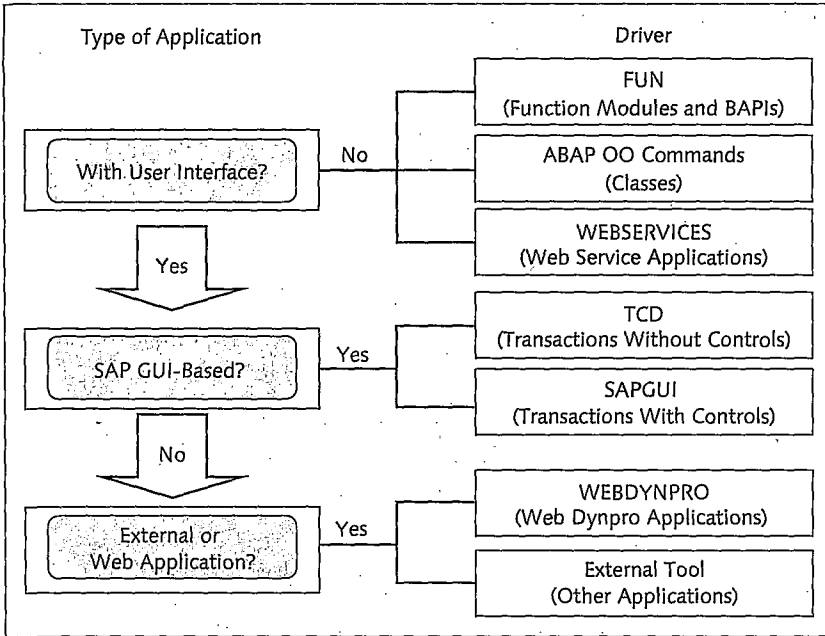 Type of Application
Driver
FUN
(Function Modules and BAPIs)
With User Interface?
No
ABAP OO Commands
(Classes)
WEBSERVICES
(Web Service Applications)
Yes
TCD
(Transactions Without Controls)
SAP GUI-Based?
Yes
SAPGUI
(Transactions With Controls)
No
WEBDYNPRO
(Web Dynpro Applications)
External or
Web Application?
Yes
External Tool
(Other Applications)